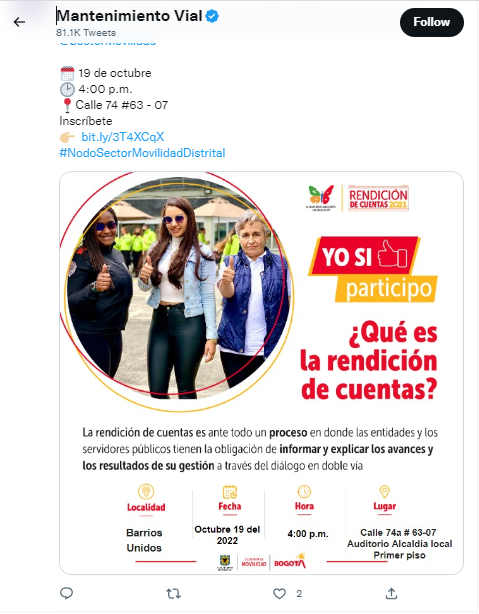 Mantenimiento Vial
81.1K Tweets
Follow
@SectorMovilidad
19 de octubre
4:00 p.m.
Calle 74 #63 - 07
Inscríbete
bit.ly/3T4XCqX
#NodoSectorMovilidadDistrital
RENDICIÓN
DE CUENTAS 2021
YO SI
participo
¿Qué es
la rendición
de cuentas?
La rendición de cuentas es ante todo un proceso en donde las entidades y los
servidores públicos tienen la obligación de informar y explicar los avances y
los resultados de su gestión a través del diálogo en doble vía
Localidad Fecha Hora Lugar
Barrios
Unidos
Octubre 19 del
2022
4:00 p.m.
Calle 74a # 63-07
Auditorio Alcaldía local
Primer piso
MOVILIDAD
BOGOTÁ
2